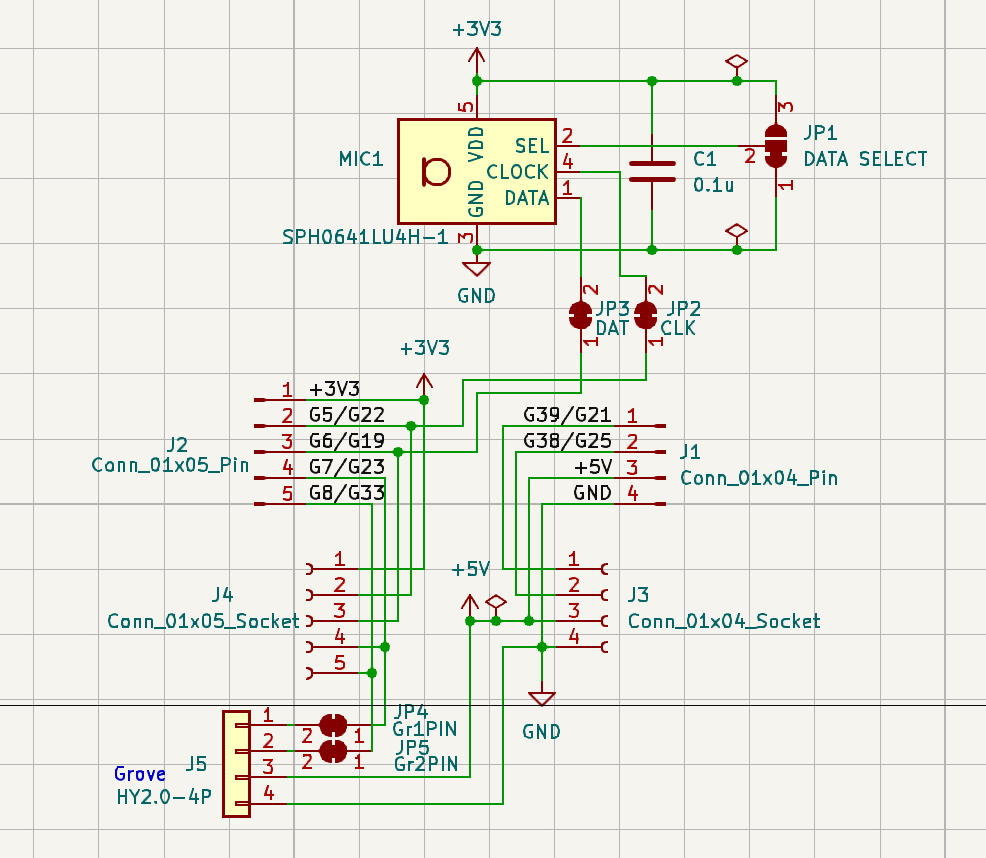 +3V3
5
3
MIC1
VDD
SEL
2
JP1
2
C1
DATA SELECT
CLOCK
4
0.1u
1
GND
DATA
1
SPH0641LU4H-1
3
GND
2
2
JP3
JP2
DAT
CLK
1
1
+3V3
1
+3V3
2
G5/G22
G39/G21
1
J2
3
G6/G19
G38/G25
2
J1
Conn_01x05_Pin
4
G7/G23
+5V
3
Conn_01x04_Pin
5
G8/G33
GND
4
1
+5V
1
J4
2
2
J3
Conn_01x05_Socket
3
3
Conn_01x04_Socket
4
4
5
1
JP4
2
1
Gr1PIN
GND
2
JP5
J5
3
2
1
Gr2PIN
Grove
HY2.0-4P
4